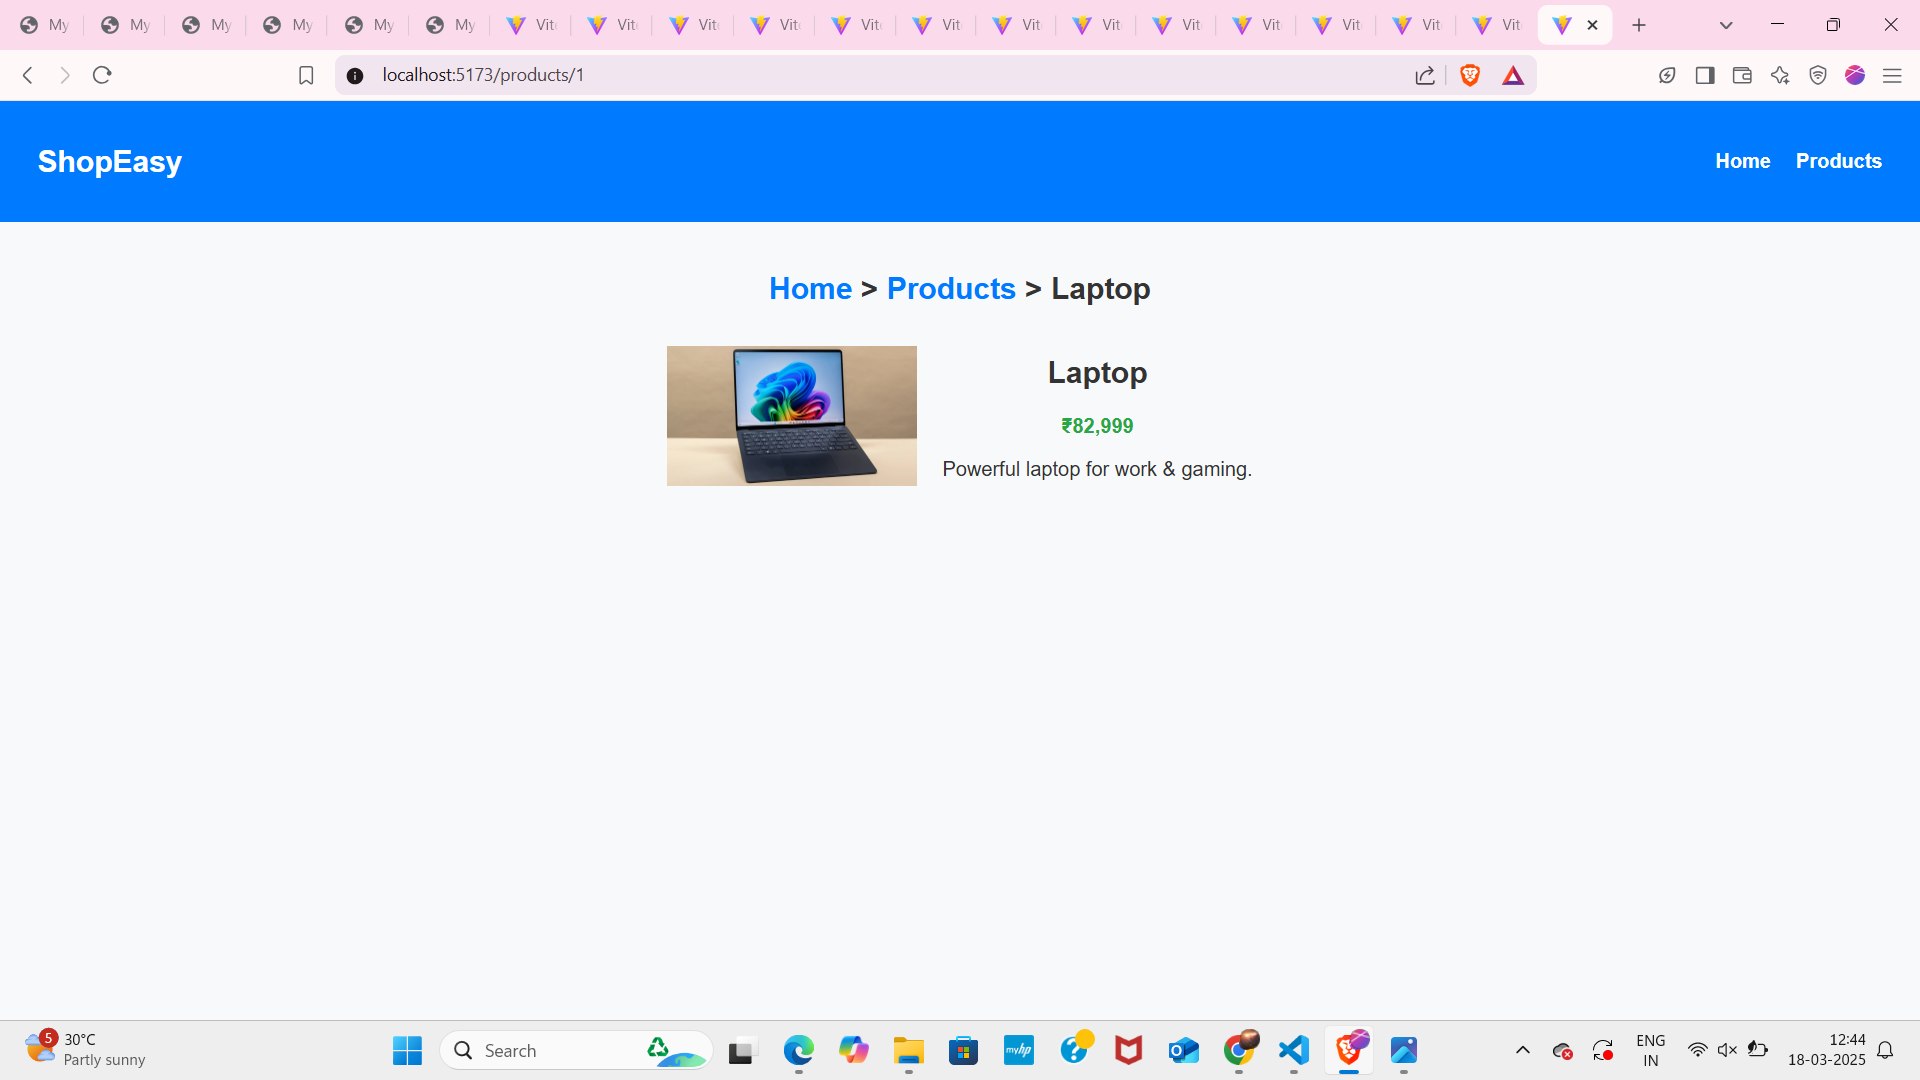 My My My My My My Vit Vit Vit Vit Vit Vit Vit Vit Vit Vit Vit Vit Vit
localhost:5173/products/1
ShopEasy
Home Products
Home > Products > Laptop
Laptop
₹82,999
Powerful laptop for work & gaming.
5
30°C
Partly sunny
Search
myhp
ENG
IN
12:44
18-03-2025